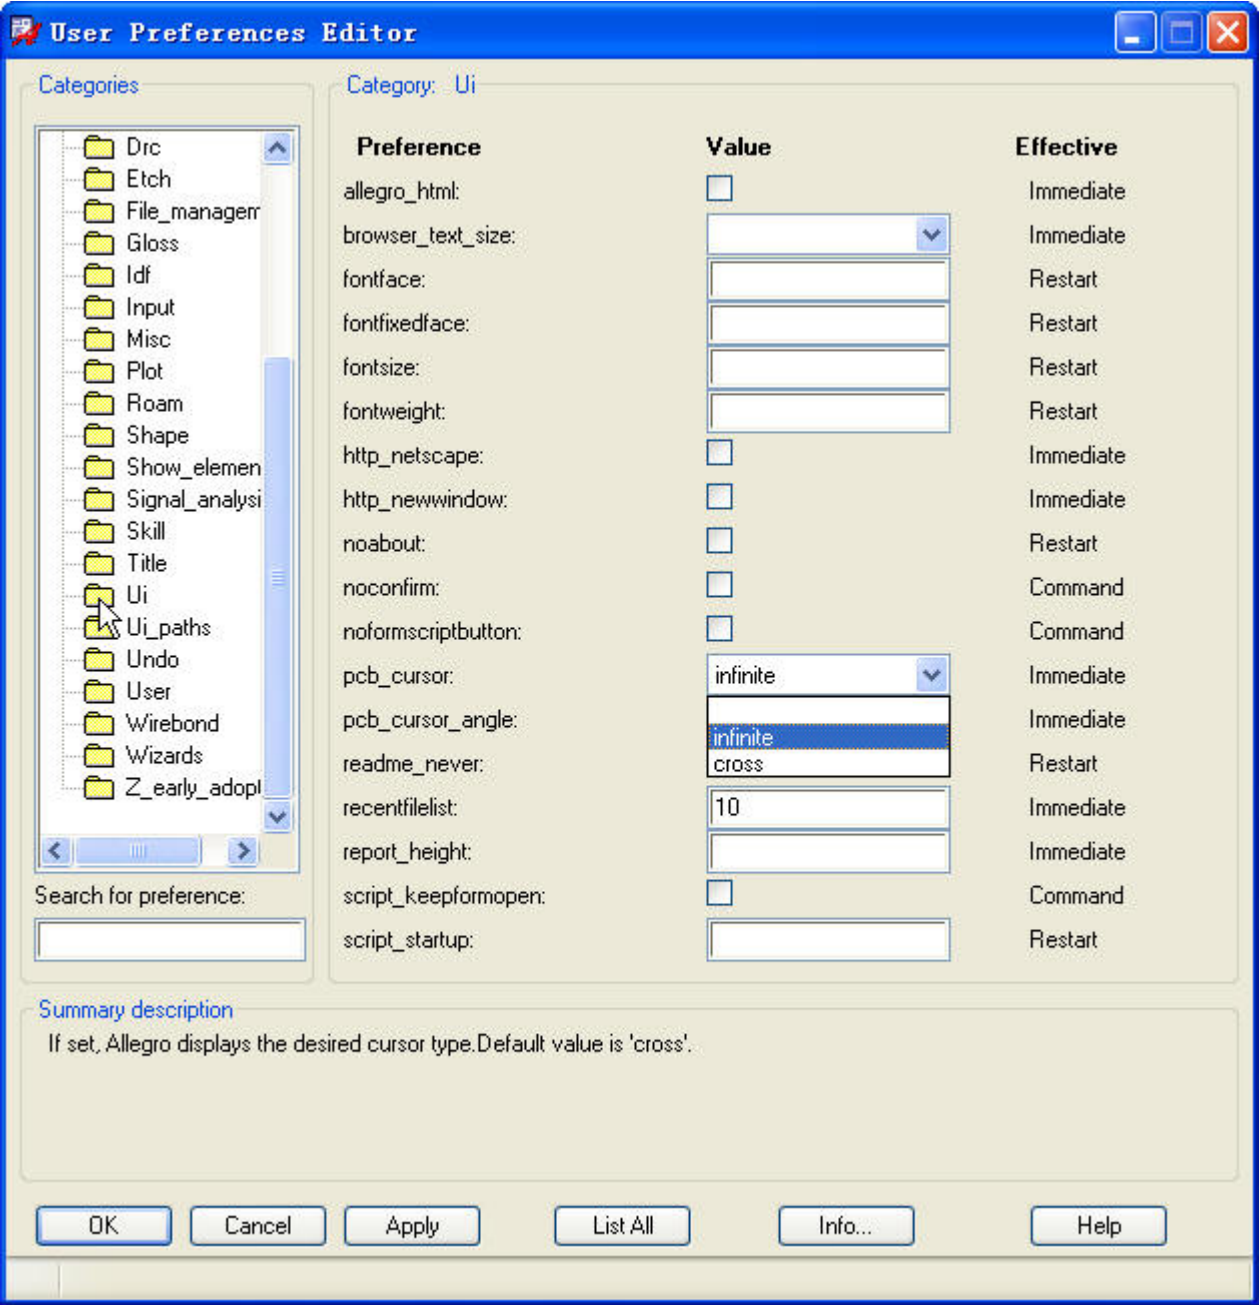 User Preferences Editor
Categories
Drc
Etch
File_managem
Gloss
Idf
Input
Misc
Plot
Roam
Shape
Show_elemen
Signal_analysi
Skill
Title
Ui
Ui_paths
Undo
User
Wirebond
Wizards
Z_early_adopt
Search for preference:
Category: Ui
Preference Value Effective
allegro_html: Immediate
browser_text_size: Immediate
fontface: Restart
fontfixedface: Restart
fontsize: Restart
fontweight: Restart
http_netscape: Immediate
http_newwindow: Immediate
noabout: Restart
noconfirm: Command
noformscriptbutton: Command
pcb_cursor: infinite Immediate
pcb_cursor_angle: Immediate
infinite
readme_never: cross Restart
recentfilelist: 10 Immediate
report_height: Immediate
script_keepformopen: Command
script_startup: Restart
Summary description
If set, Allegro displays the desired cursor type.Default value is 'cross'.
OK Cancel Apply List All Info... Help